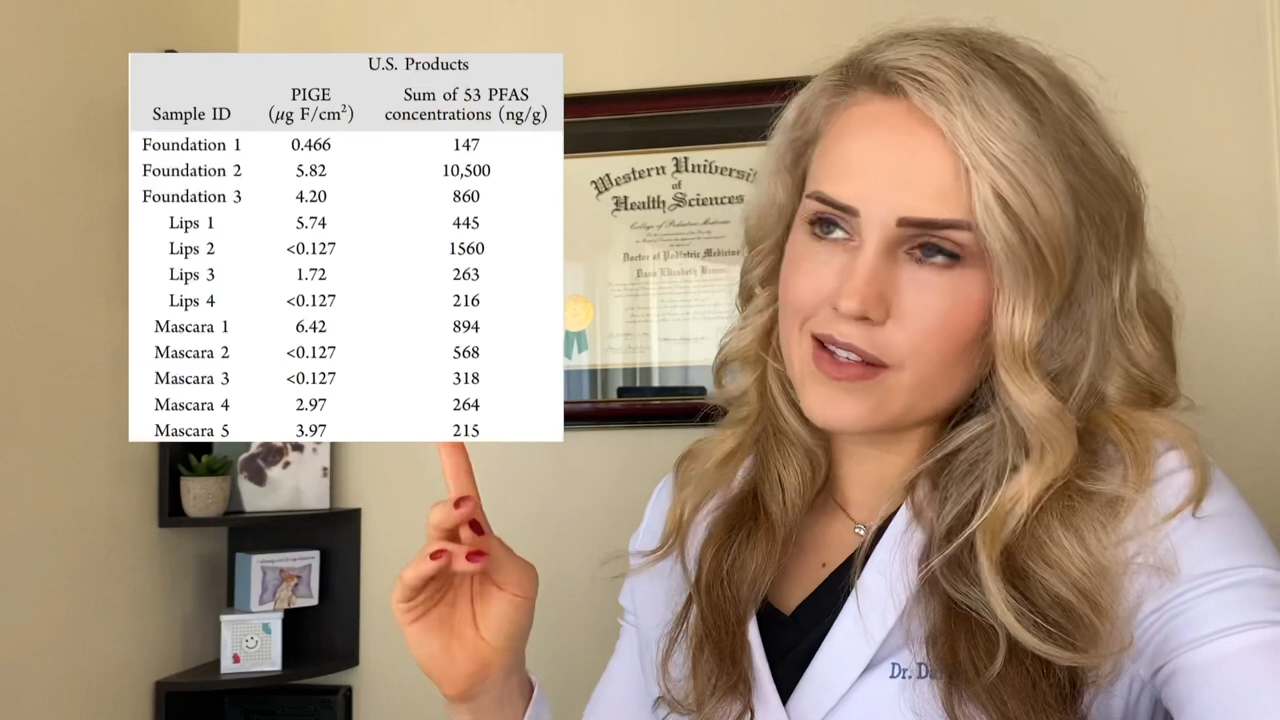 U.S. Products
Sample ID PIGE (μg F/cm²) Sum of 53 PFAS concentrations (ng/g)
Foundation 1 0.466 147
Foundation 2 5.82 10,500
Foundation 3 4.20 860
Lips 1 5.74 445
Lips 2 <0.127 1560
Lips 3 1.72 263
Lips 4 <0.127 216
Mascara 1 6.42 894
Mascara 2 <0.127 568
Mascara 3 <0.127 318
Mascara 4 2.97 264
Mascara 5 3.97 215
Western Universi
of
Health Sciences
College of Podiatric Medicine
Doctor of Podiatric Medicine
Dr. Da